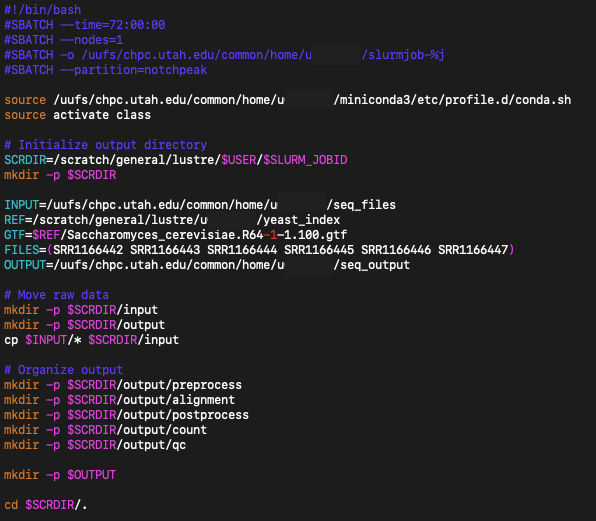 #!/bin/bash
#SBATCH --time=72:00:00
#SBATCH --nodes=1
#SBATCH -o /uufs/chpc.utah.edu/common/home/u /slurmjob-%j
#SBATCH --partition=notchpeak
source /uufs/chpc.utah.edu/common/home/u /miniconda3/etc/profile.d/conda.sh
source activate class
# Initialize output directory
SCRDIR=/scratch/general/lustre/$USER/$SLURM_JOBID
mkdir -p $SCRDIR
INPUT=/uufs/chpc.utah.edu/common/home/u /seq_files
REF=/scratch/general/lustre/u /yeast_index
GTF=$REF/Saccharomyces_cerevisiae.R64-1-1.100.gtf
FILES=(SRR1166442 SRR1166443 SRR1166444 SRR1166445 SRR1166446 SRR1166447)
OUTPUT=/uufs/chpc.utah.edu/common/home/u /seq_output
# Move raw data
mkdir -p $SCRDIR/input
mkdir -p $SCRDIR/output
cp $INPUT/* $SCRDIR/input
# Organize output
mkdir -p $SCRDIR/output/preprocess
mkdir -p $SCRDIR/output/alignment
mkdir -p $SCRDIR/output/postprocess
mkdir -p $SCRDIR/output/count
mkdir -p $SCRDIR/output/qc
mkdir -p $OUTPUT
cd $SCRDIR/.